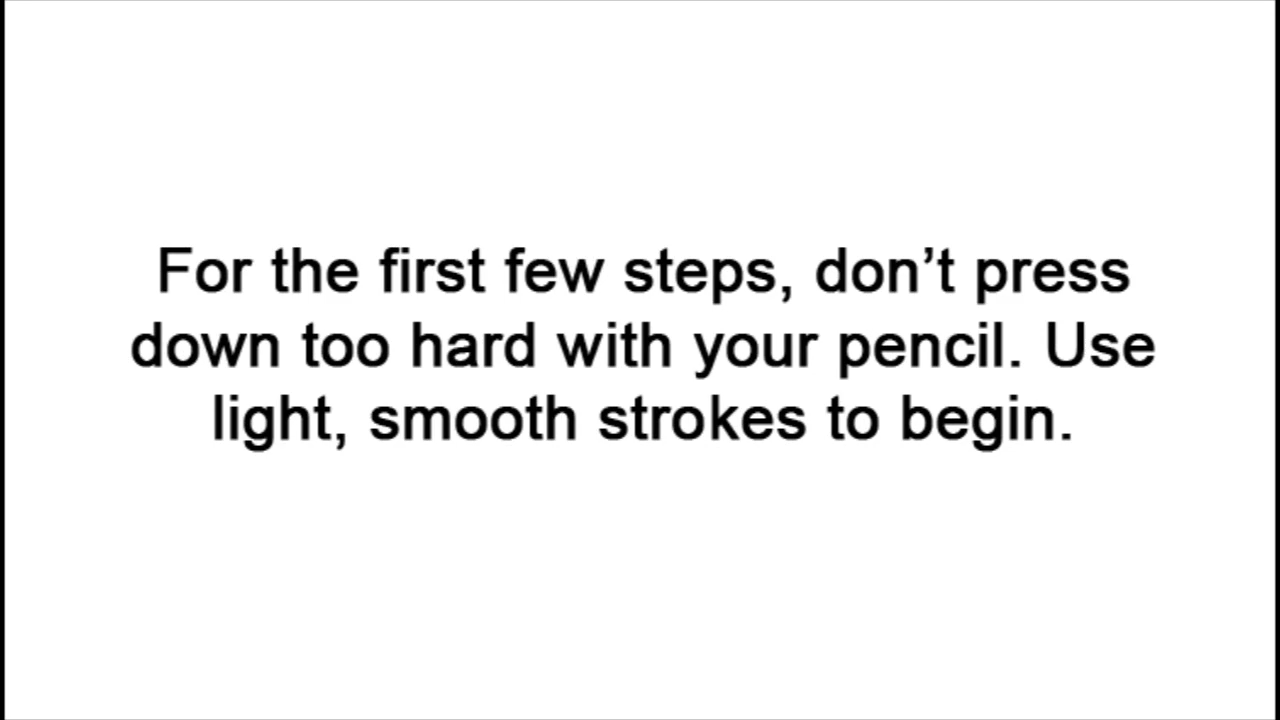 For the first few steps, don’t press
down too hard with your pencil. Use
light, smooth strokes to begin.